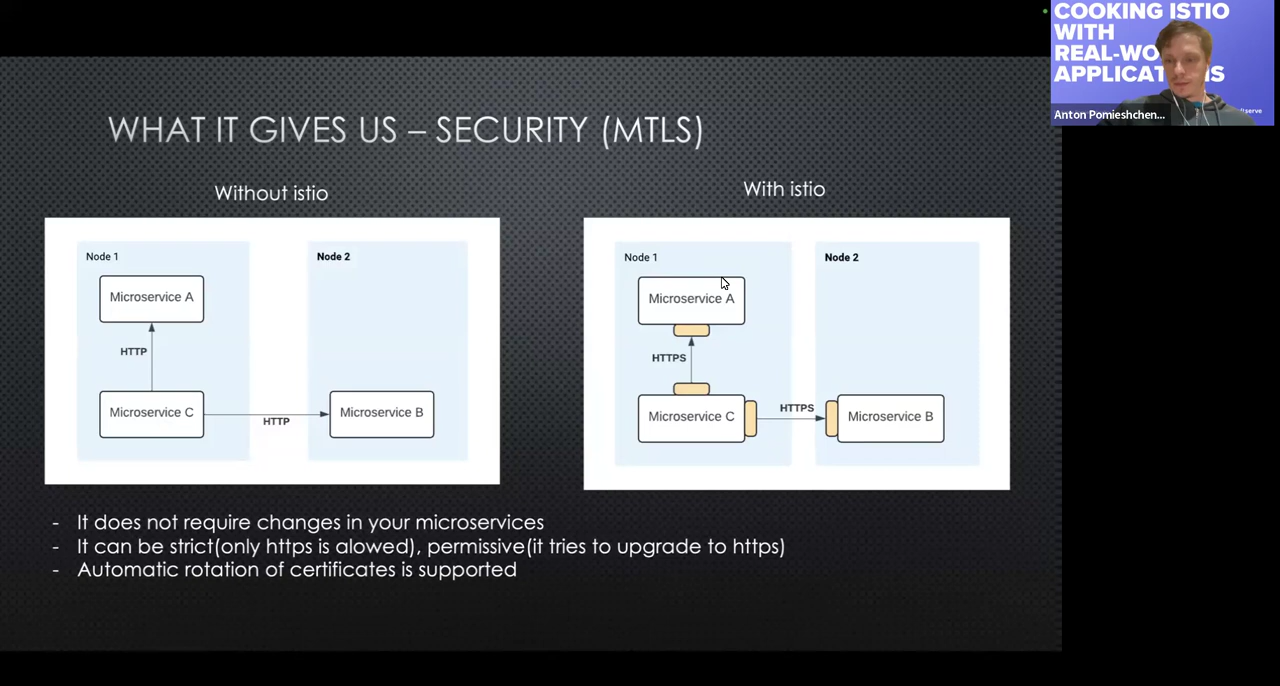 COOKING ISTIO
WITH
REAL-WO
APPLICAT IS
Anton Pomieshchen...
WHAT IT GIVES US – SECURITY (MTLS)
Without istio
Node 1
Node 2
Microservice A
HTTP
Microservice C
HTTP
Microservice B
With istio
Node 1
Node 2
Microservice A
HTTPS
Microservice C
HTTPS
Microservice B
- It does not require changes in your microservices
- It can be strict(only https is alowed), permissive(it tries to upgrade to https)
- Automatic rotation of certificates is supported